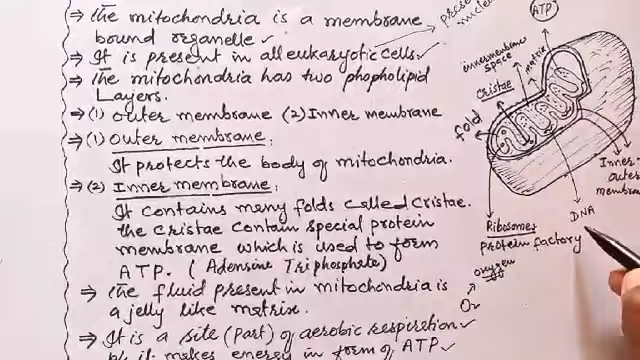 ⇒ The mitochondria is a membrane
bound organelle ✓
⇒ It is present in all eukaryotic cells. ✓
⇒ The mitochondria has two phopholipid
Layers.
⇒ (1) Outer membrane (2) Inner membrane
⇒ (1) Outer membrane:
It protects the body of mitochondria.
⇒ (2) Inner membrane:
It contains meny folds called Cristae.
the cristae contain special protein
membrane which is used to form
ATP. (Adensine Triphosphate)
⇒ the fluid present in mitochondria is
a jelly like matrix.
⇒ It is a site (Part) of aerobic respiration ✓
it makes energy in form of ATP ✓
ATP
innermembrane
space
matrix
Cristae
fold
Inner
outer
Ribosomes
protein factory
DNA
oxygen
O2